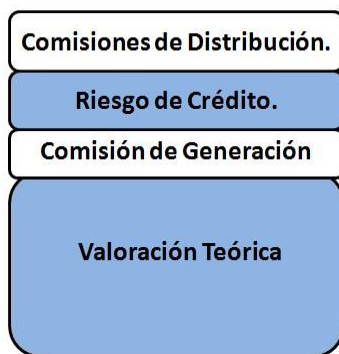 Comisiones de Distribución.
Riesgo de Crédito.
Comisión de Generación
Valoración Teórica